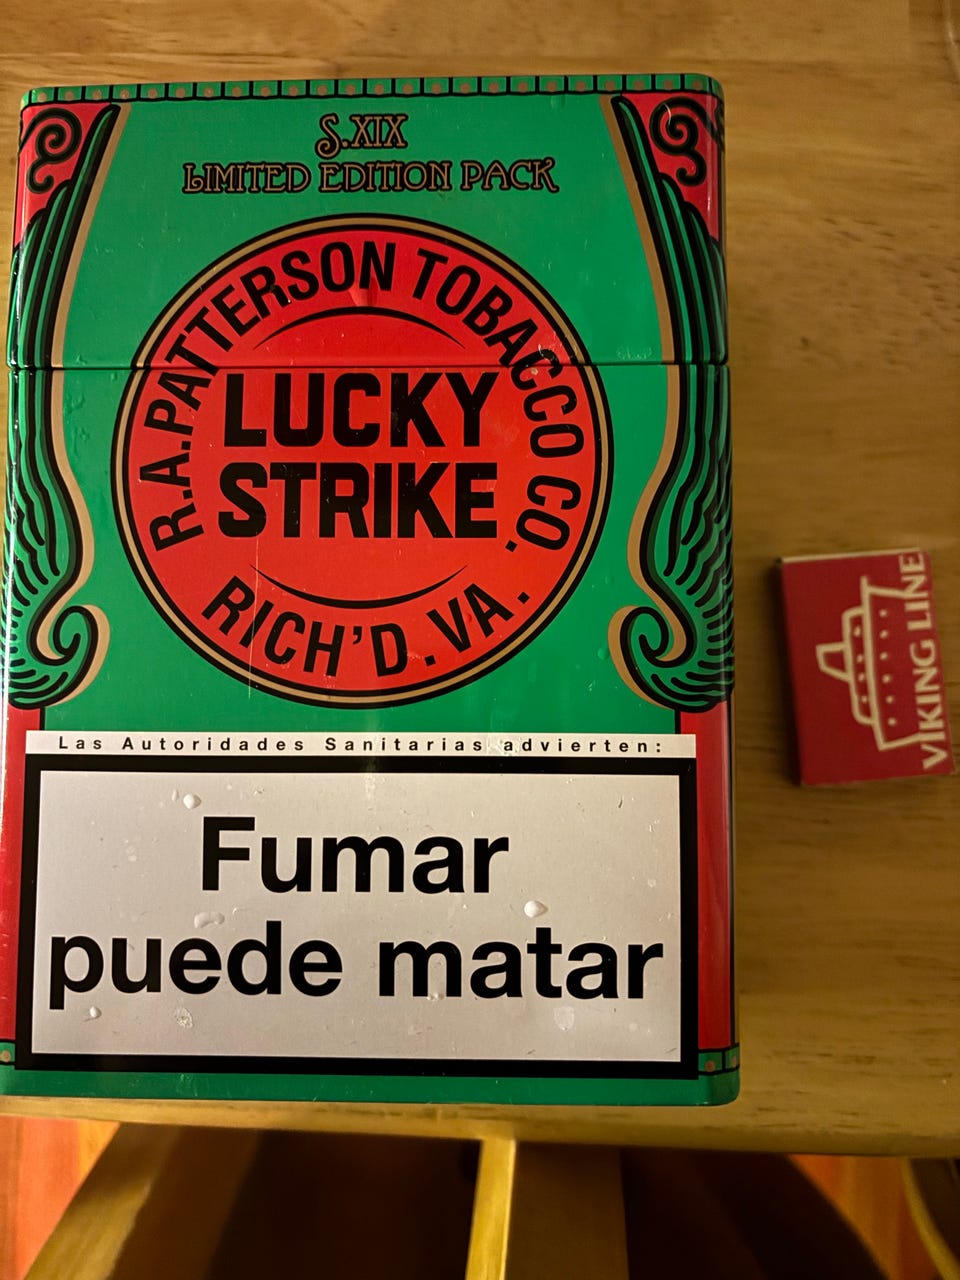 S.XIX
LIMITED EDITION PACK
R.A.PATTERSON TOBACCO CO.
LUCKY
STRIKE
RICH'D. VA.
Las Autoridades Sanitarias advierten:
Fumar
puede matar
VIKING LINE